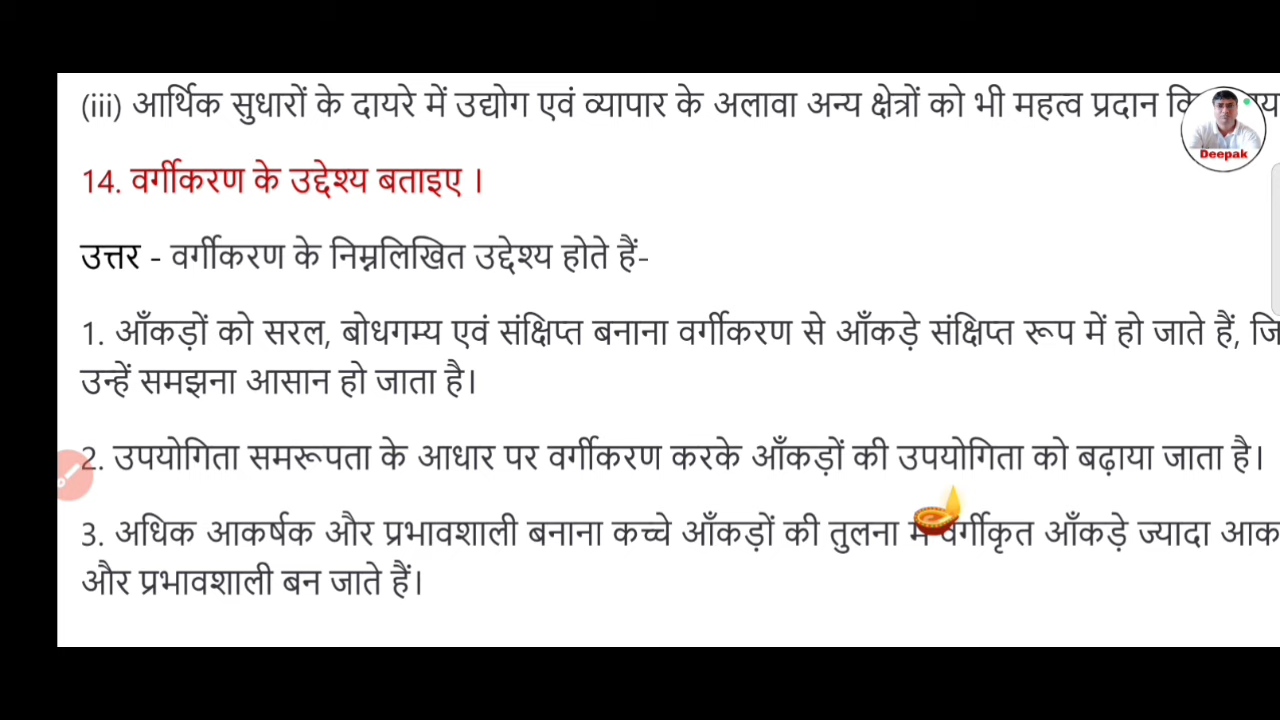 (iii) आर्थिक सुधारों के दायरे में उद्योग एवं व्यापार के अलावा अन्य क्षेत्रों को भी महत्व प्रदान
Deepak
14. वर्गीकरण के उद्देश्य बताइए ।
उत्तर - वर्गीकरण के निम्नलिखित उद्देश्य होते हैं-
1. आँकड़ों को सरल, बोधगम्य एवं संक्षिप्त बनाना वर्गीकरण से आँकड़े संक्षिप्त रूप में हो जाते हैं,
उन्हें समझना आसान हो जाता है।
2. उपयोगिता समरूपता के आधार पर वर्गीकरण करके आँकड़ों की उपयोगिता को बढ़ाया जाता है।
3. अधिक आकर्षक और प्रभावशाली बनाना कच्चे आँकड़ों की तुलना में वर्गीकृत आँकड़े ज्यादा
और प्रभावशाली बन जाते हैं।